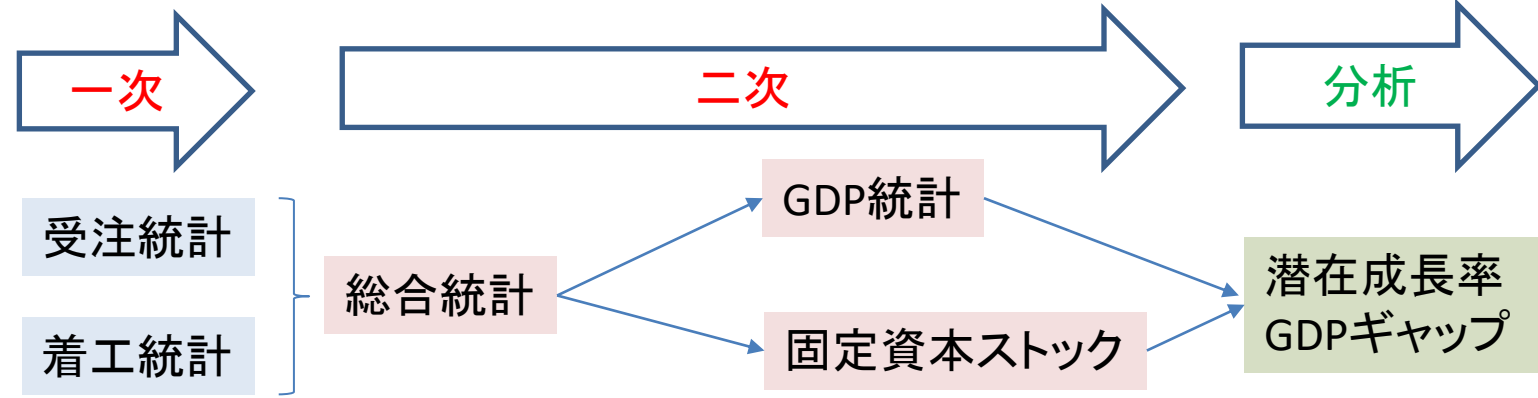 一次
二次
分析
受注統計
着工統計
総合統計
GDP統計
固定資本ストック
潜在成長率
GDPギャップ